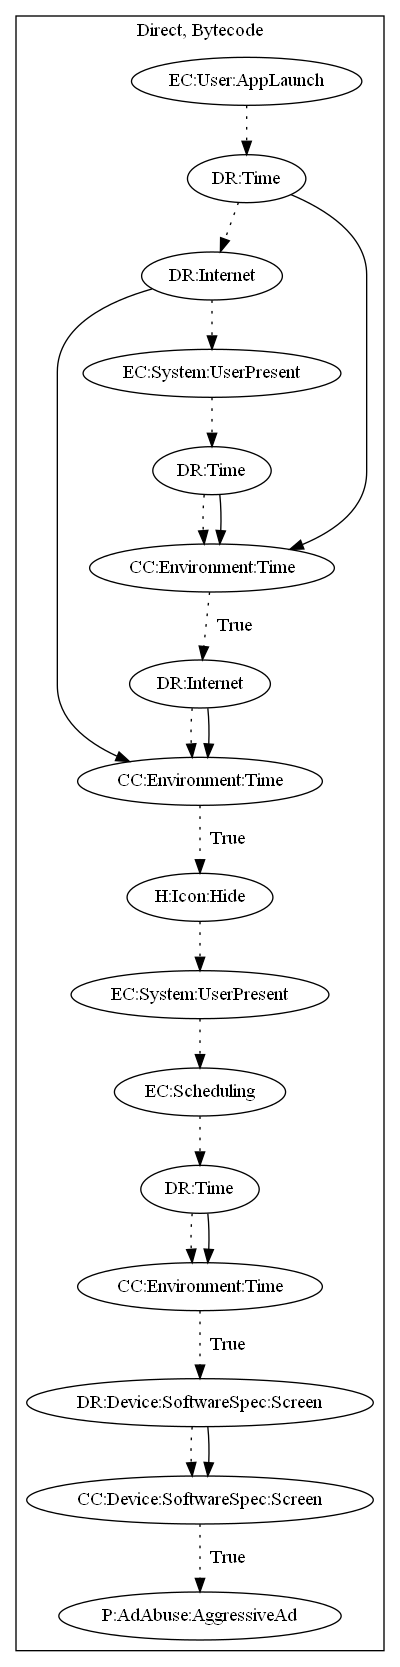 Direct, Bytecode
EC:User:AppLaunch
DR:Time
DR:Internet
EC:System:UserPresent
DR:Time
CC:Environment:Time
True
DR:Internet
CC:Environment:Time
True
H:Icon:Hide
EC:System:UserPresent
EC:Scheduling
DR:Time
CC:Environment:Time
True
DR:Device:SoftwareSpec:Screen
CC:Device:SoftwareSpec:Screen
True
P:AdAbuse:AggressiveAd